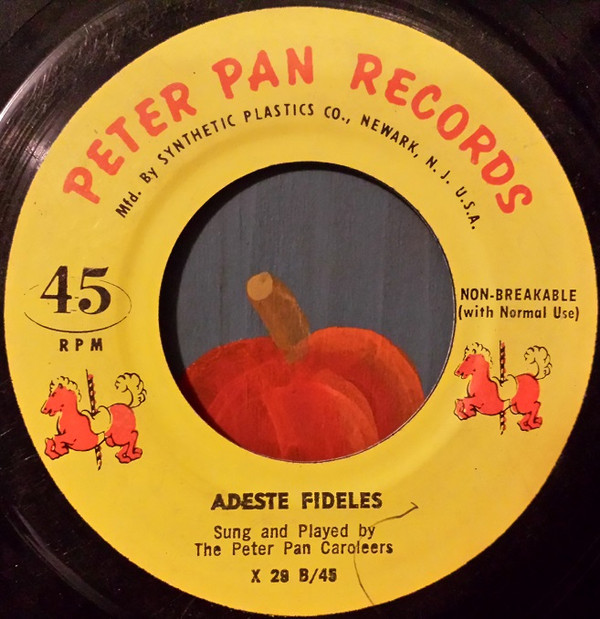 PETER PAN RECORDS
Mfd. By SYNTHETIC PLASTICS CO., NEWARK, N. J. U.S.A.
45
RPM
NON-BREAKABLE
(with Normal Use)
ADESTE FIDELES
Sung and Played by
The Peter Pan Caroleers
X 29 B/45